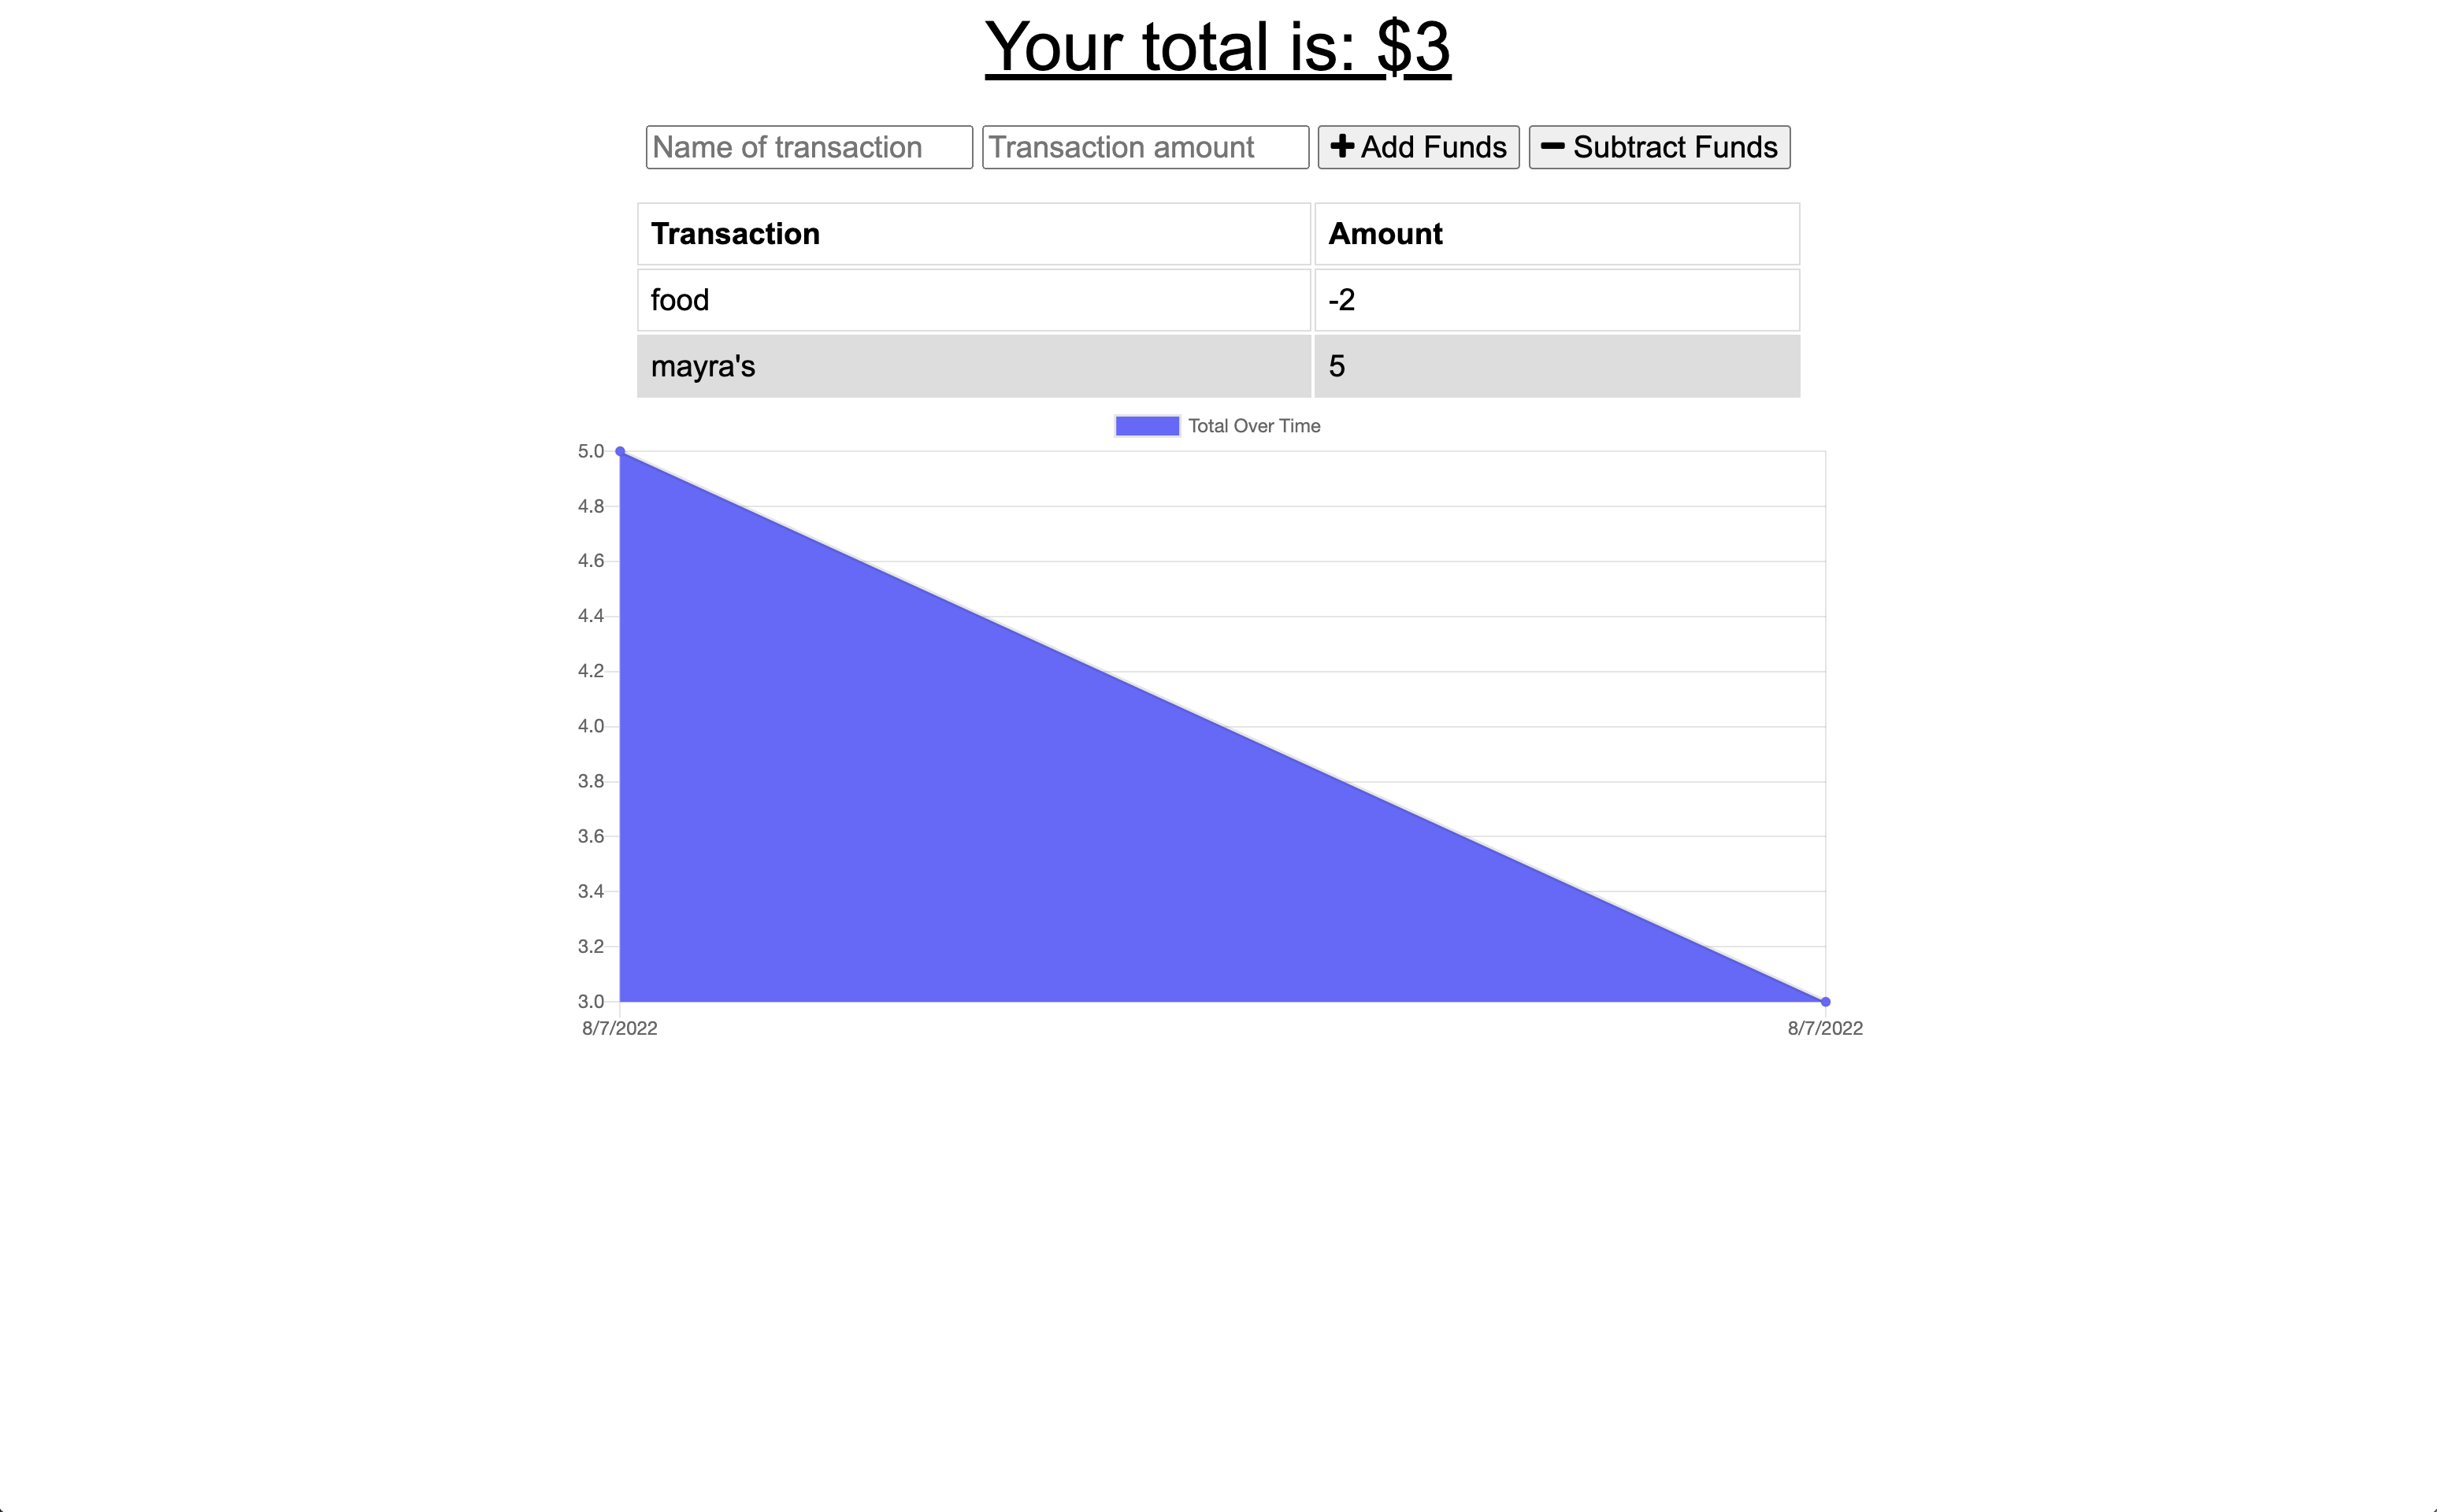 Your total is: $3
Name of transaction Transaction amount Add Funds Subtract Funds
Transaction Amount
food -2
mayra's 5
Total Over Time
5.0
4.8
4.6
4.4
4.2
4.0
3.8
3.6
3.4
3.2
3.0
8/7/2022 8/7/2022